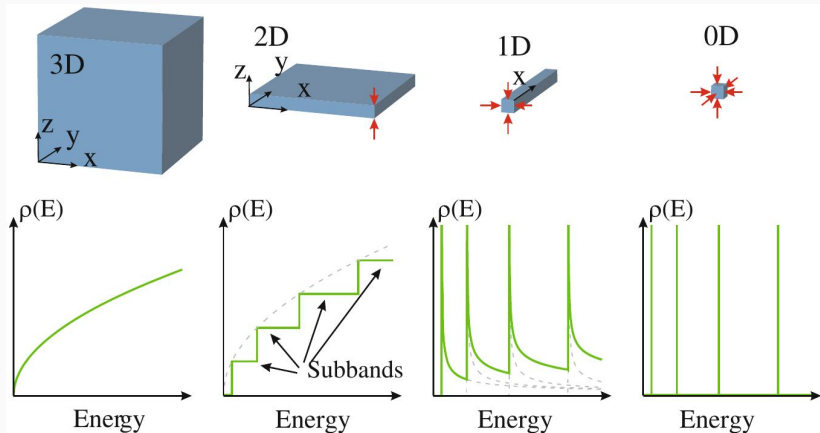 3D
z
y
x
2D
z
y
x
1D
x
0D
ρ(E)
Energy
ρ(E)
Subbands
Energy
ρ(E)
Energy
ρ(E)
Energy